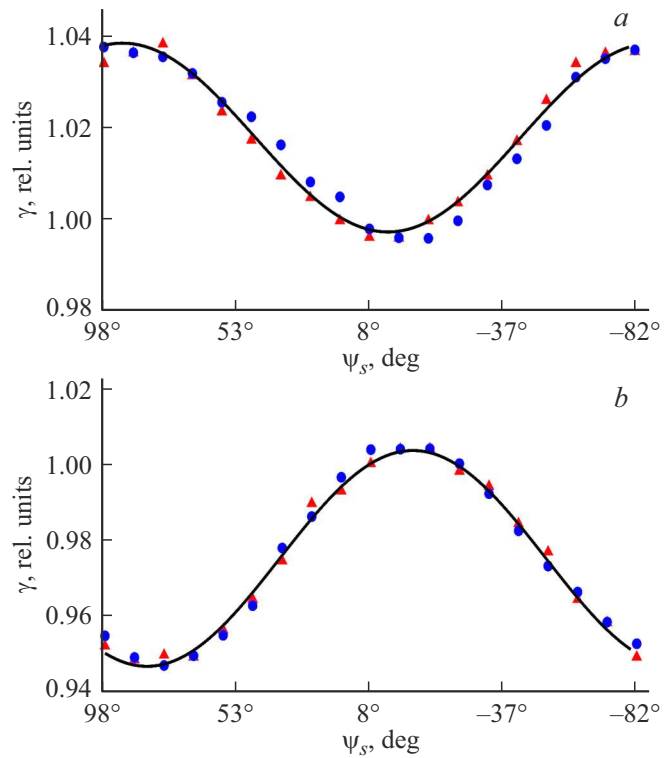 a
1.04
1.02
1.00
0.98
γ, rel. units
98° 53° 8° –37° –82°
ψs, deg
b
1.02
1.00
0.98
0.96
0.94
γ, rel. units
98° 53° 8° –37° –82°
ψs, deg